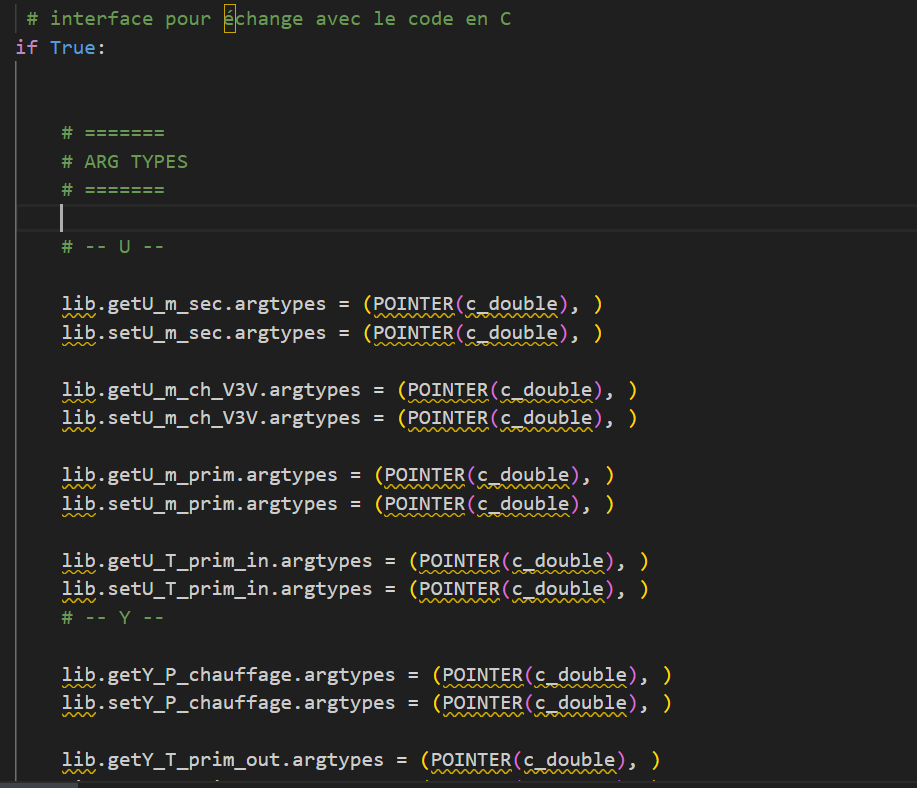 # interface pour échange avec le code en C
if True:
# =======
# ARG TYPES
# =======
# -- U --
lib.getU_m_sec.argtypes = (POINTER(c_double), )
lib.setU_m_sec.argtypes = (POINTER(c_double), )
lib.getU_m_ch_V3V.argtypes = (POINTER(c_double), )
lib.setU_m_ch_V3V.argtypes = (POINTER(c_double), )
lib.getU_m_prim.argtypes = (POINTER(c_double), )
lib.setU_m_prim.argtypes = (POINTER(c_double), )
lib.getU_T_prim_in.argtypes = (POINTER(c_double), )
lib.setU_T_prim_in.argtypes = (POINTER(c_double), )
# -- Y --
lib.getY_P_chauffage.argtypes = (POINTER(c_double), )
lib.setY_P_chauffage.argtypes = (POINTER(c_double), )
lib.getY_T_prim_out.argtypes = (POINTER(c_double), )